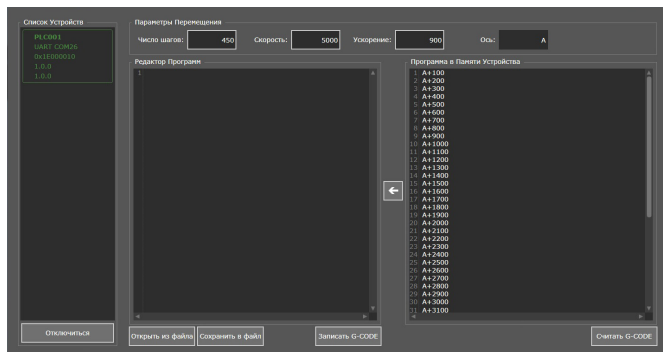 Список Устройств
PLC001
UART COM26
0x1E000010
1.0.0
1.0.0
Отключиться
Параметры Перемещения
Число шагов: 450 Скорость: 5000 Ускорение: 900 Ось: A
Редактор Программ
1
Открыть из файла Сохранить в файл Записать G-CODE
Программа в Памяти Устройства
1 A+100
2 A+200
3 A+300
4 A+400
5 A+500
6 A+600
7 A+700
8 A+800
9 A+900
10 A+1000
11 A+1100
12 A+1200
13 A+1300
14 A+1400
15 A+1500
16 A+1600
17 A+1700
18 A+1800
19 A+1900
20 A+2000
21 A+2100
22 A+2200
23 A+2300
24 A+2400
25 A+2500
26 A+2600
27 A+2700
28 A+2800
29 A+2900
30 A+3000
31 A+3100
Считать G-CODE